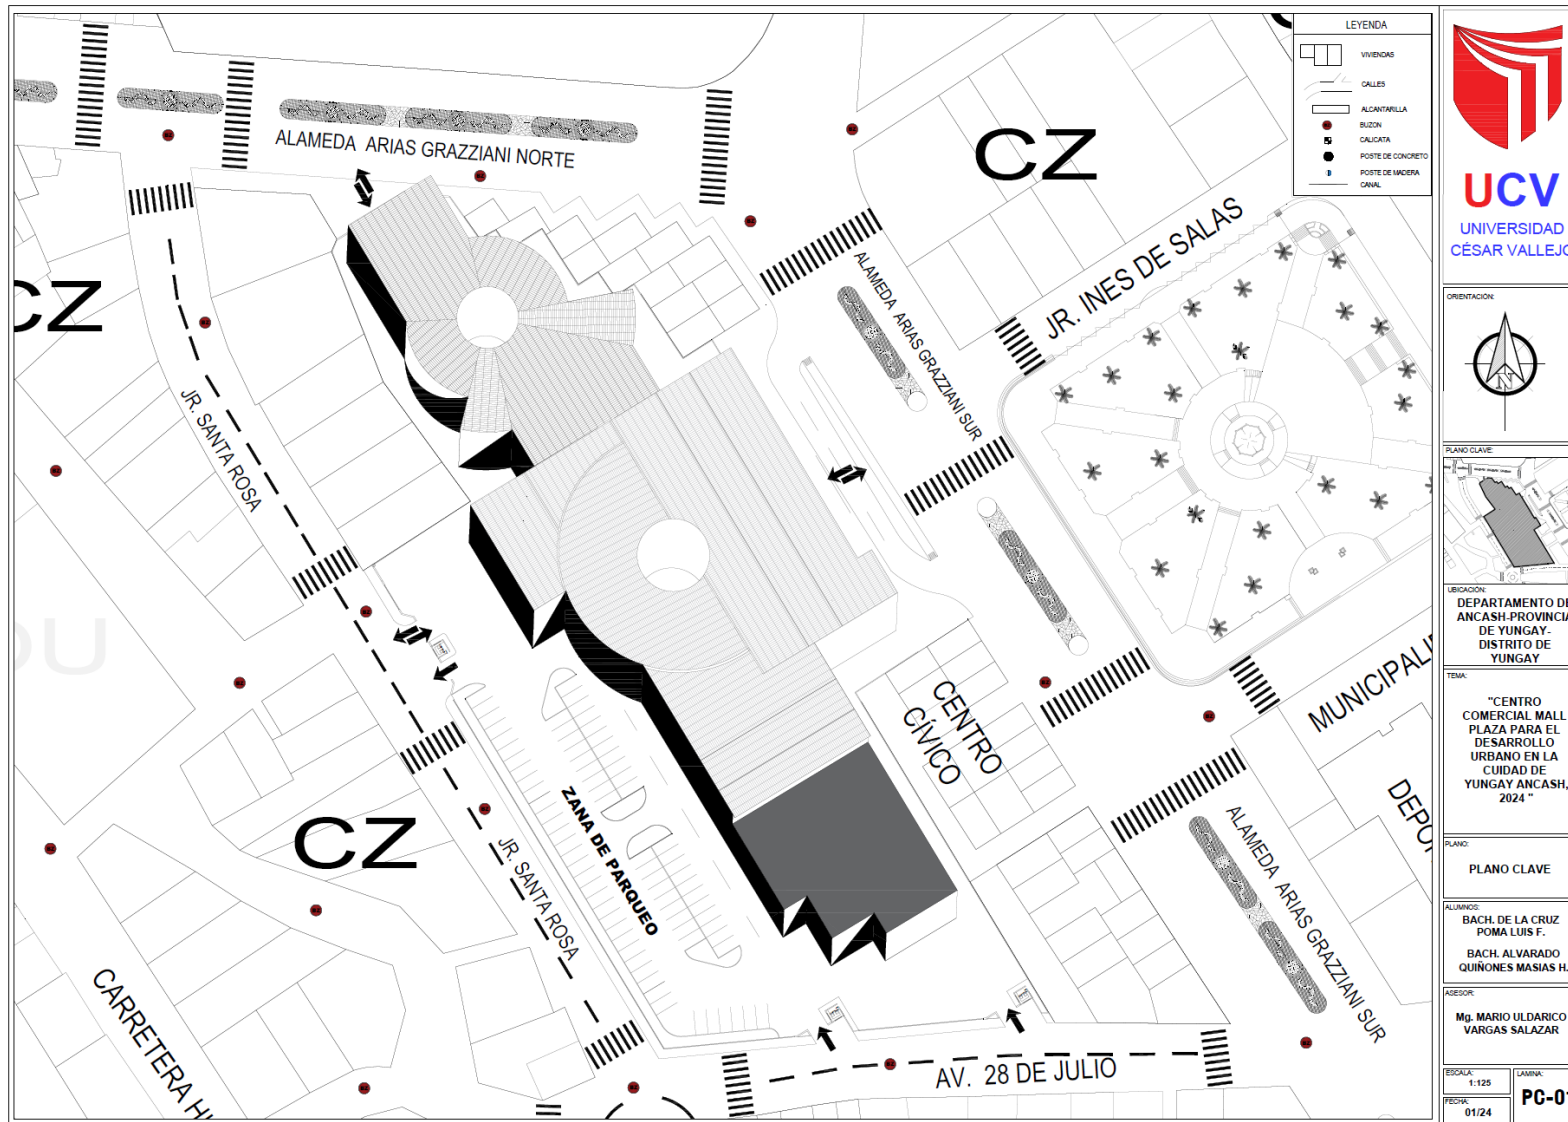 ALAMEDA ARIAS GRAZZIANI NORTE
CZ
CZ
CZ
JR. INES DE SALAS
ALAMEDA ARIAS GRAZZIANI SUR
JR. SANTA ROSA
CENTRO
CÍVICO
ZANA DE PARQUEO
JR. SANTA ROSA
ALAMEDA ARIAS GRAZZIANI SUR
AV. 28 DE JULIO
CARRETERA H
MUNICIPALI
DEPO
OU
LEYENDA
VIVIENDAS
CALLES
ALCANTARILLA
BUZON
CALICATA
POSTE DE CONCRETO
POSTE DE MADERA
CANAL
UCV
UNIVERSIDAD
CÉSAR VALLEJO
ORIENTACIÓN:
N
PLANO CLAVE:
UBICACIÓN:
DEPARTAMENTO DE
ANCASH-PROVINCIA
DE YUNGAY-
DISTRITO DE
YUNGAY
TEMA:
"CENTRO
COMERCIAL MALL
PLAZA PARA EL
DESARROLLO
URBANO EN LA
CUIDAD DE
YUNGAY ANCASH,
2024 "
PLANO:
PLANO CLAVE
ALUMNOS:
BACH. DE LA CRUZ
POMA LUIS F.
BACH. ALVARADO
QUIÑONES MASIAS H.
ASESOR:
Mg. MARIO ULDARICO
VARGAS SALAZAR
ESCALA:
1:125
FECHA:
01/24
LAMINA:
PC-01